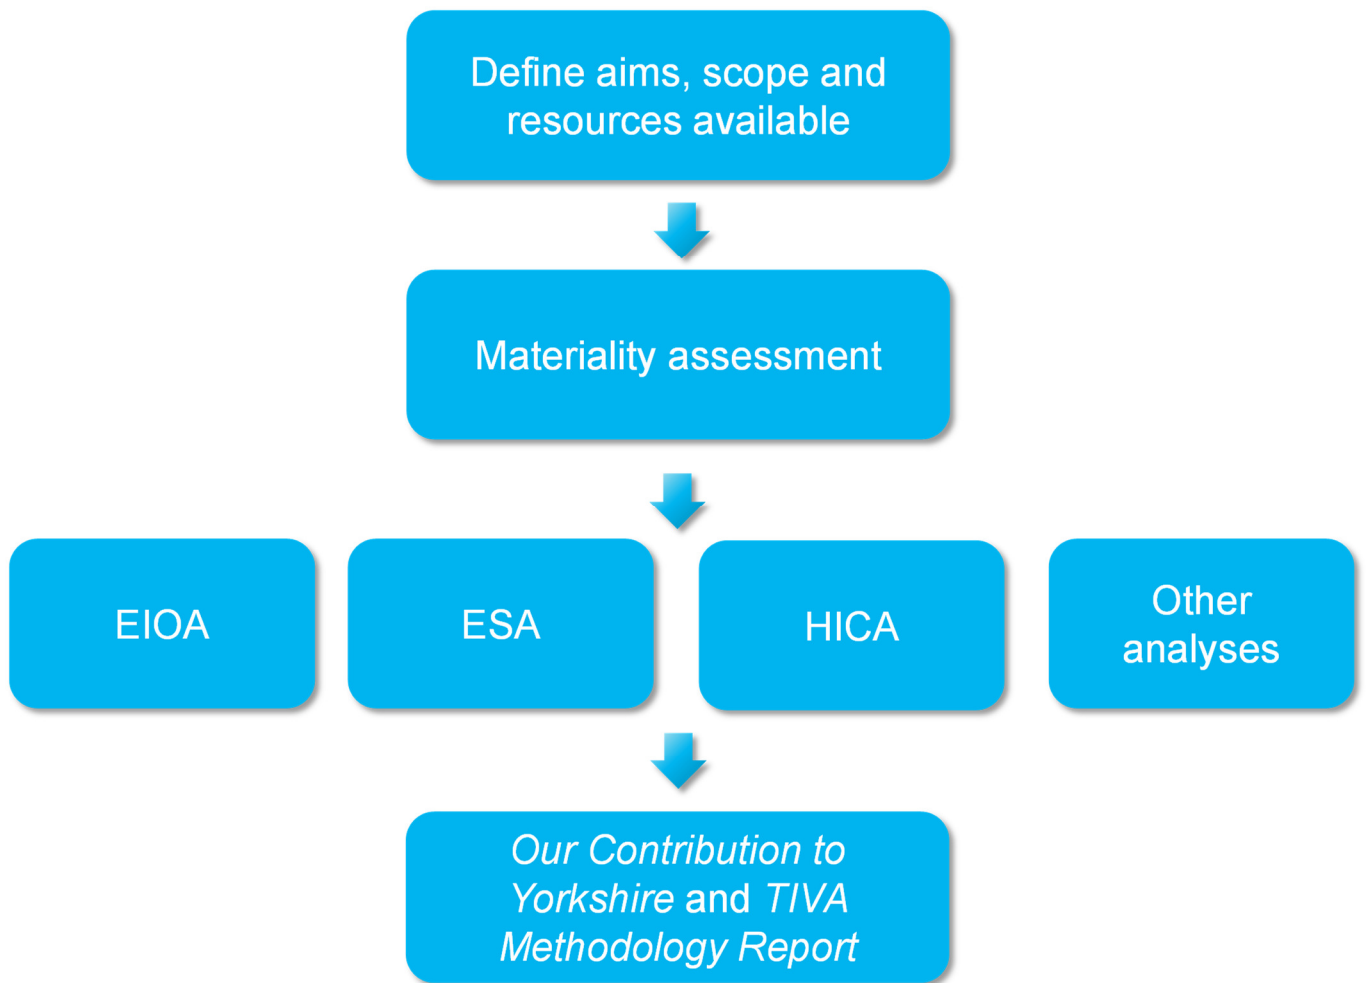 Define aims, scope and
resources available
Materiality assessment
EIOA
ESA
HICA
Other
analyses
Our Contribution to
Yorkshire and TIVA
Methodology Report